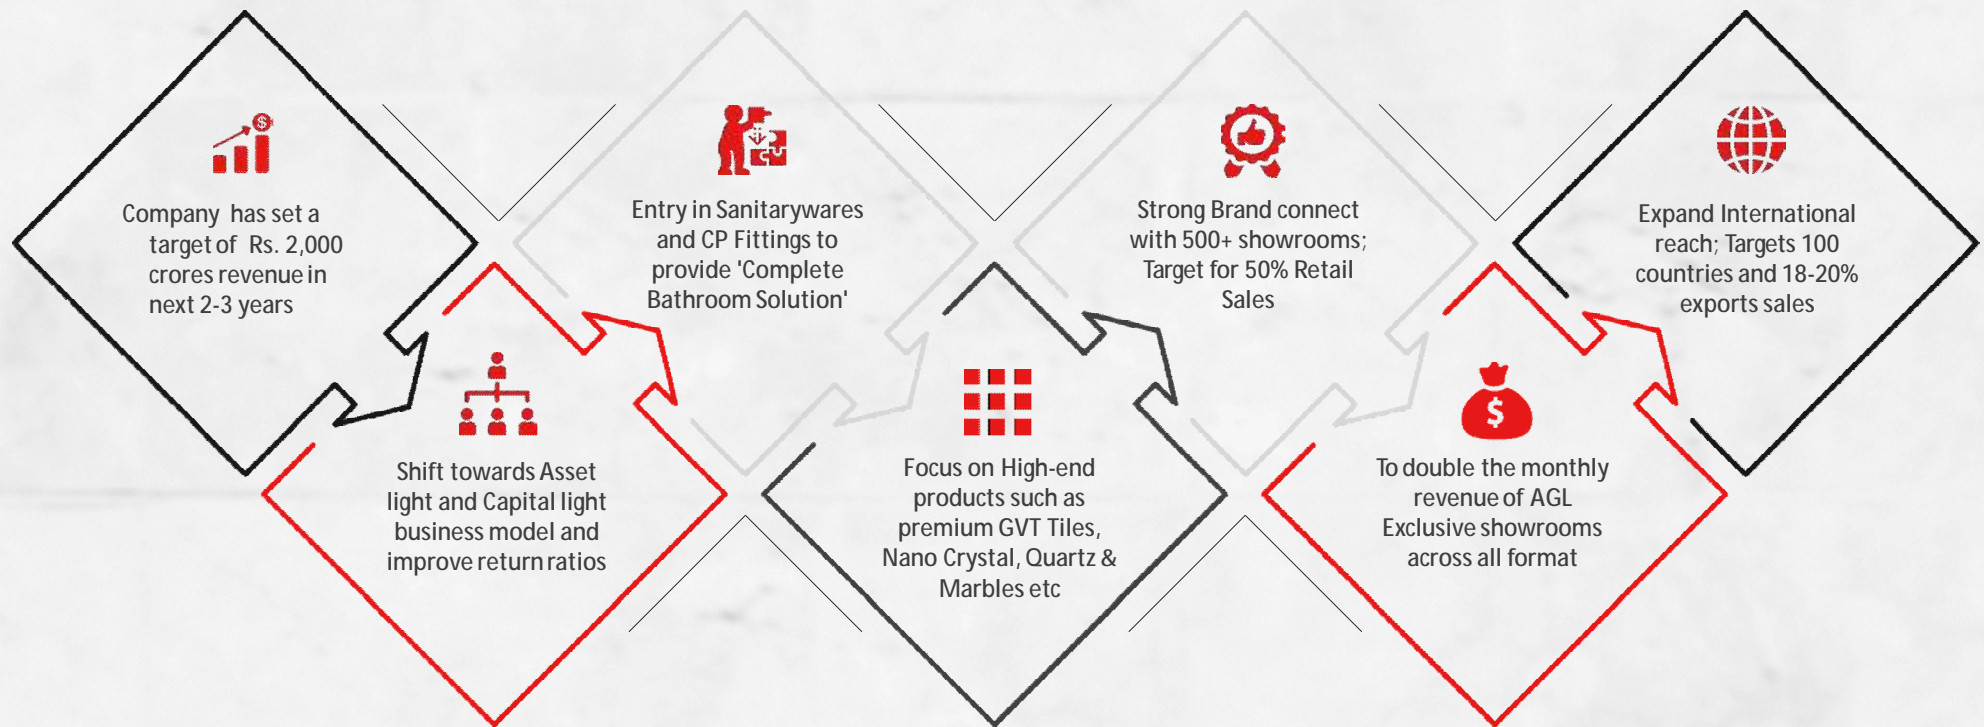 Company has set a
target of Rs. 2,000
crores revenue in
next 2-3 years
Shift towards Asset
light and Capital light
business model and
improve return ratios
Entry in Sanitarywares
and CP Fittings to
provide 'Complete
Bathroom Solution'
Focus on High-end
products such as
premium GVT Tiles,
Nano Crystal, Quartz &
Marbles etc
Strong Brand connect
with 500+ showrooms;
Target for 50% Retail
Sales
$
To double the monthly
revenue of AGL
Exclusive showrooms
across all format
Expand International
reach; Targets 100
countries and 18-20%
exports sales